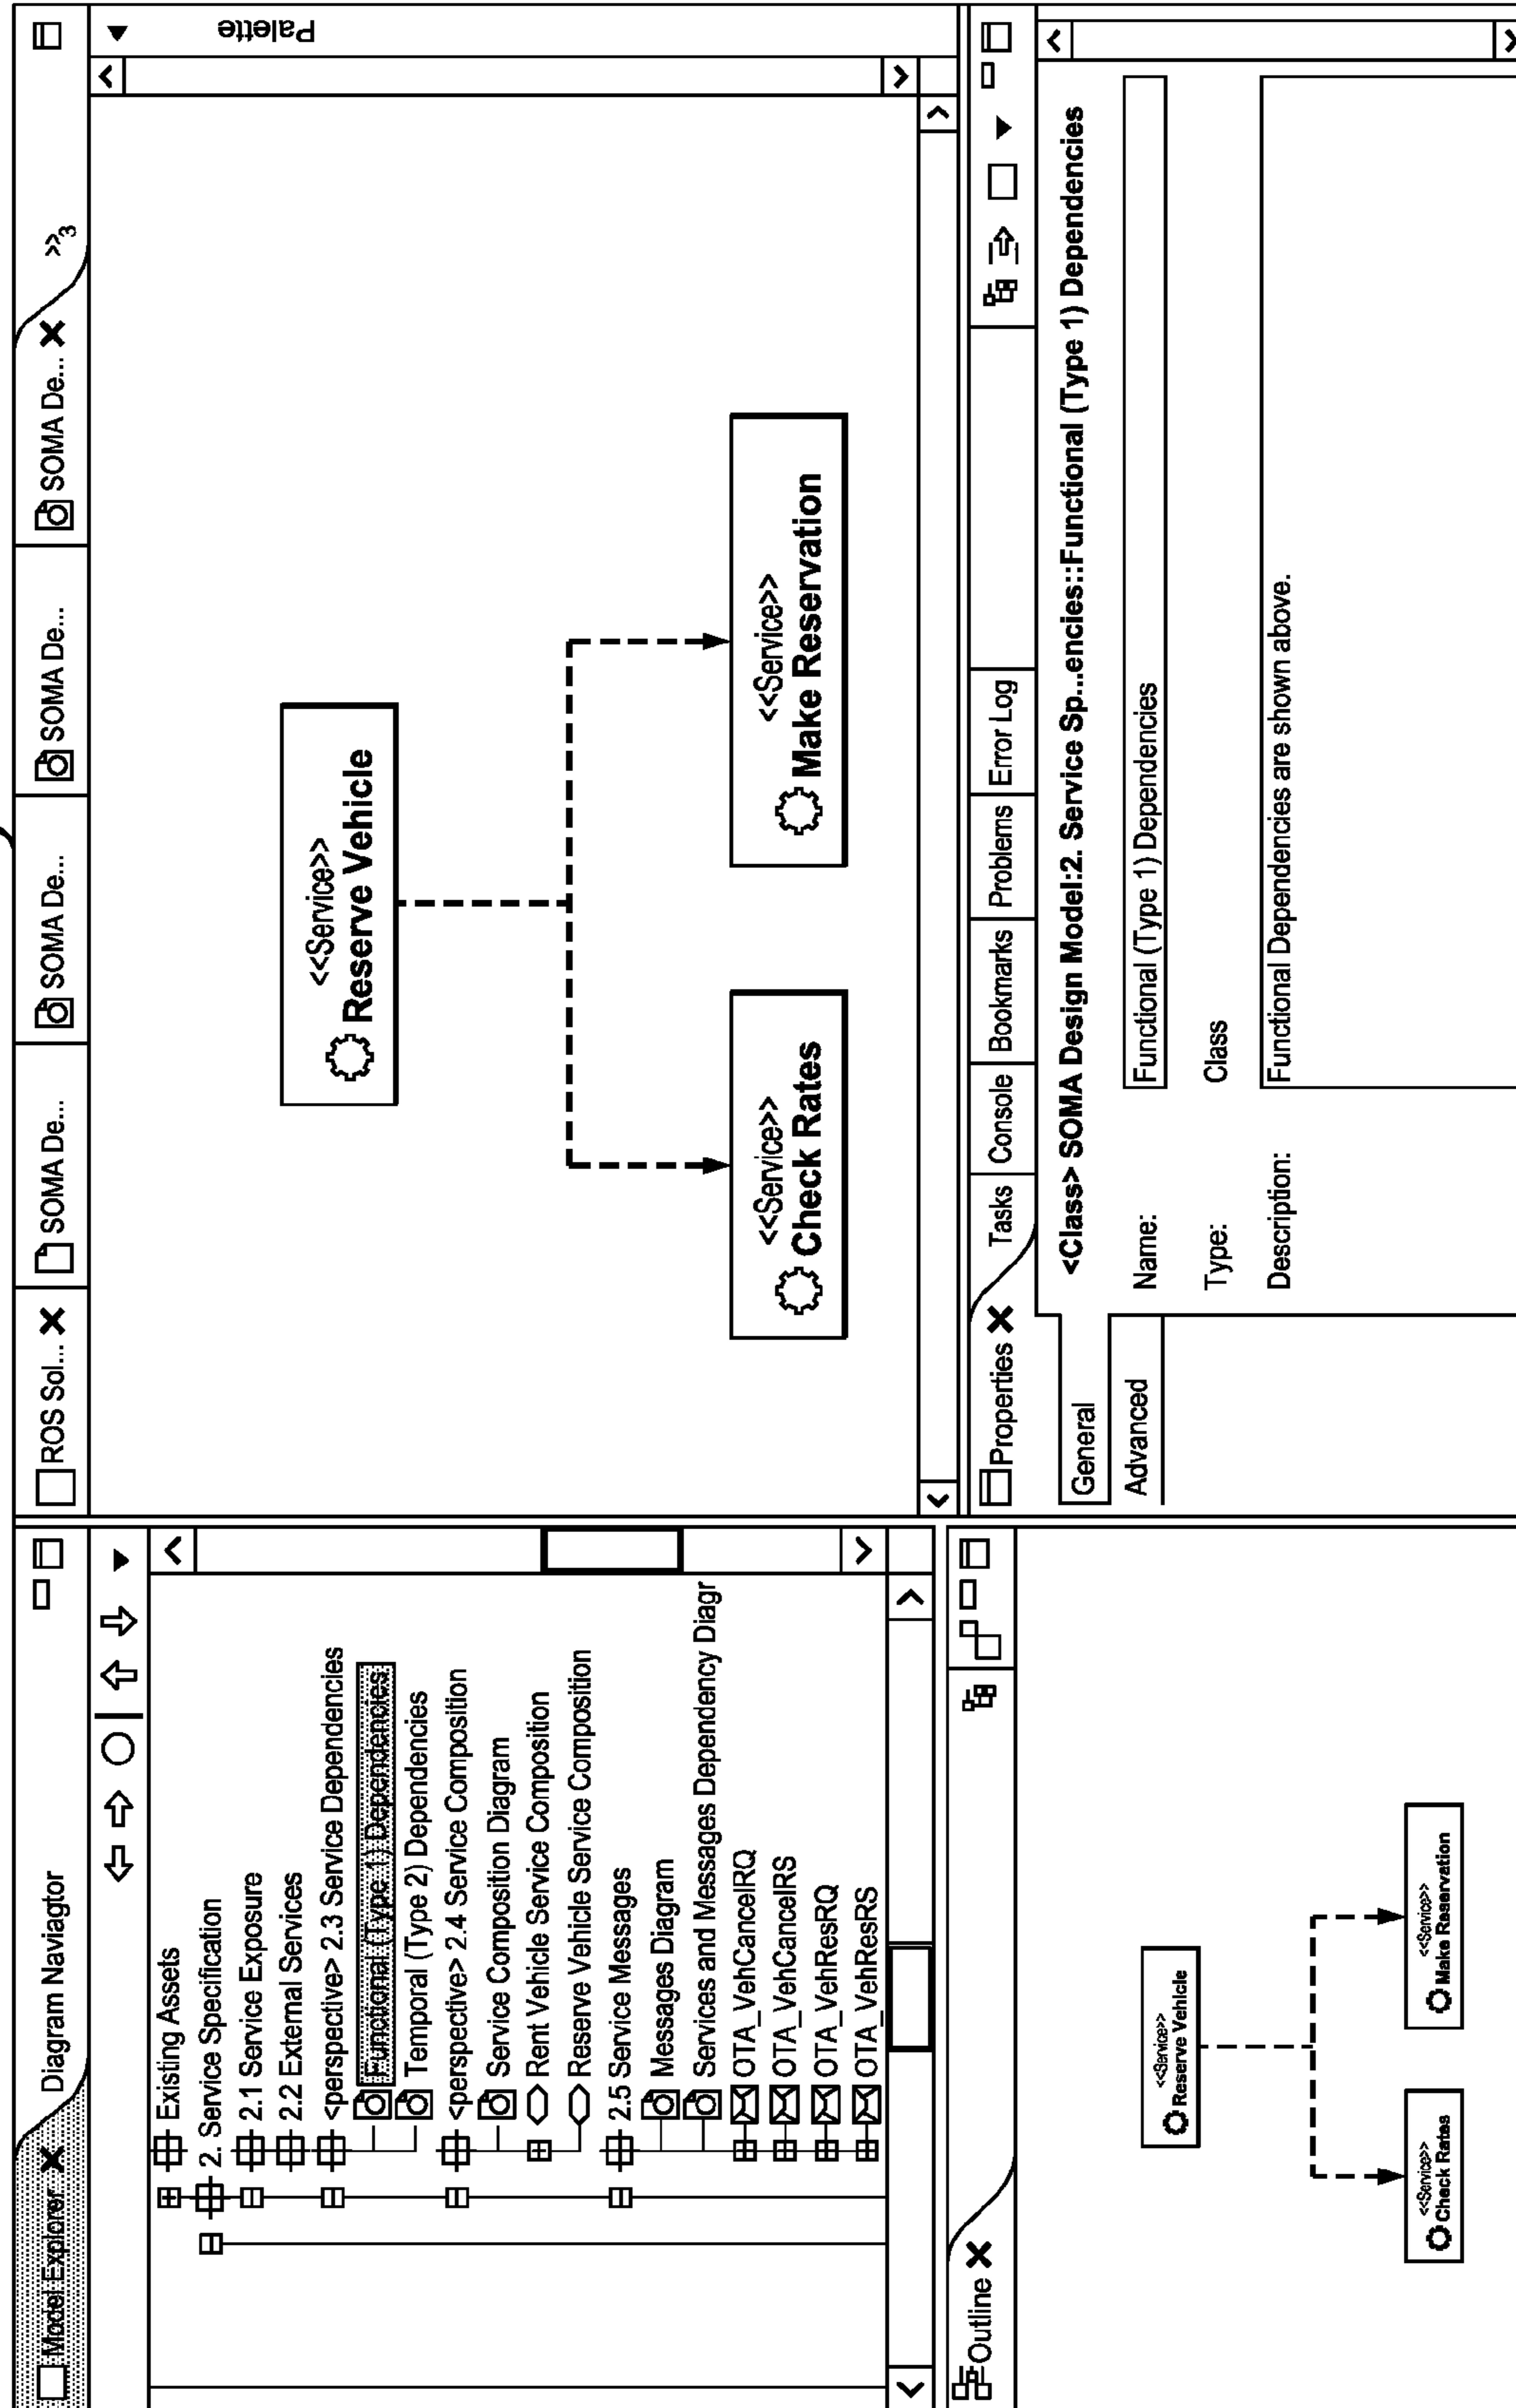 Model Explorer
Diagram Naviagtor
Existing Assets
2. Service Specification
2.1 Service Exposure
2.2 External Services
<perspective> 2.3 Service Dependencies
Functional (Type 1) Dependencies
Temporal (Type 2) Dependencies
<perspective> 2.4 Service Composition
Service Composition Diagram
Rent Vehicle Service Composition
Reserve Vehicle Service Composition
2.5 Service Messages
Messages Diagram
Services and Messages Dependency Diagr
OTA_VehCancelRQ
OTA_VehCancelRS
OTA_VehResRQ
OTA_VehResRS
Outline
<<Service>>
Reserve Vehicle
<<Service>>
Check Rates
<<Service>>
Make Reservation
ROS Sol...
SOMA De...
SOMA De...
SOMA De...
SOMA De...
>>3
Palette
<<Service>>
Reserve Vehicle
<<Service>>
Check Rates
<<Service>>
Make Reservation
Properties
Tasks
Console
Bookmarks
Problems
Error Log
General
Advanced
<Class> SOMA Design Model:2. Service Sp...encies::Functional (Type 1) Dependencies
Name:
Functional (Type 1) Dependencies
Type:
Class
Description:
Functional Dependencies are shown above.